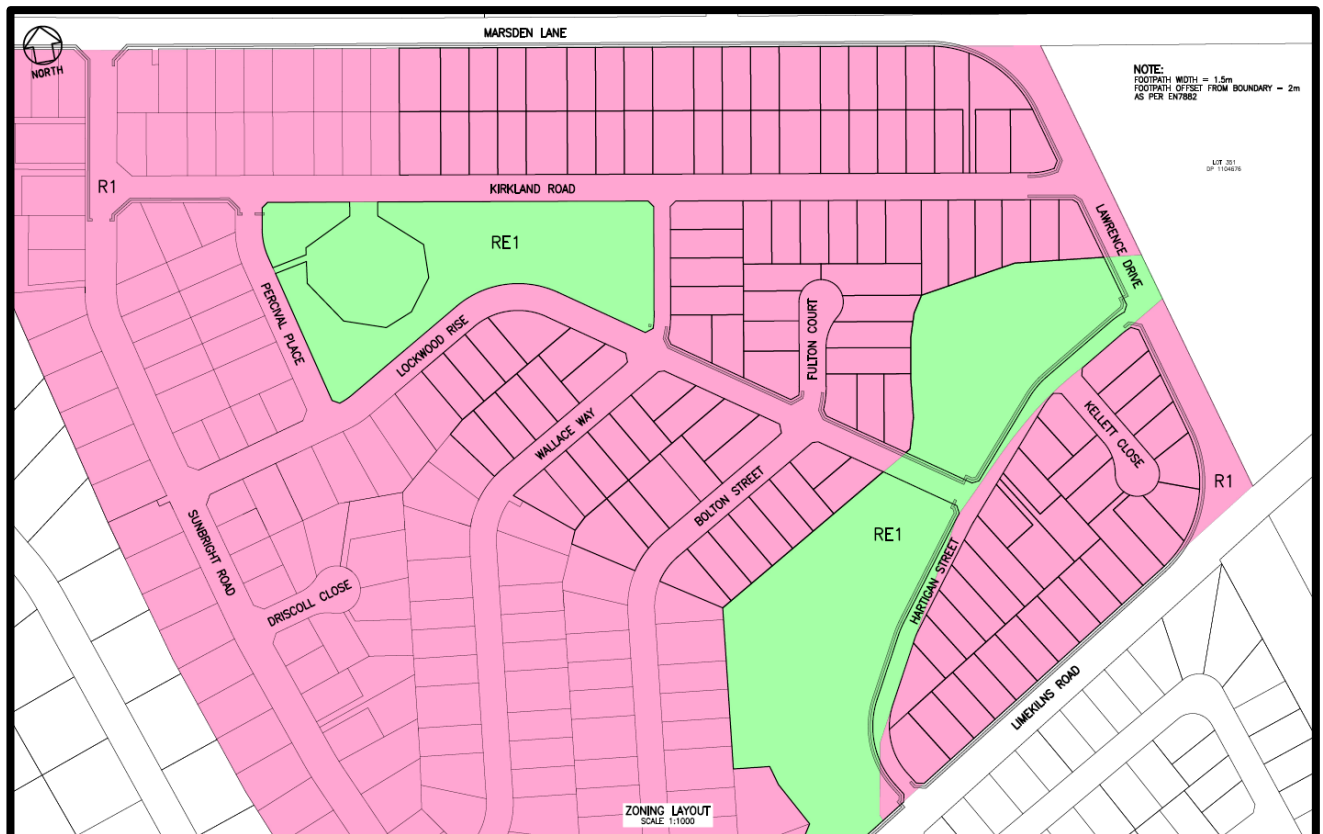 MARSDEN LANE
NORTH
NOTE:
FOOTPATH WIDTH = 1.5m
FOOTPATH OFFSET FROM BOUNDARY = 2m
AS PER EN7882
LOT 351
DP 1104676
R1
KIRKLAND ROAD
RE1
LAWRENCE DRIVE
PERCIVAL PLACE
LOCKWOOD RISE
FULTON COURT
WALLACE WAY
KELLETT CLOSE
BOLTON STREET
R1
SUNBRIGHT ROAD
RE1
HARTIGAN STREET
DRISCOLL CLOSE
LIMEKILNS ROAD
ZONING LAYOUT
SCALE 1:1000